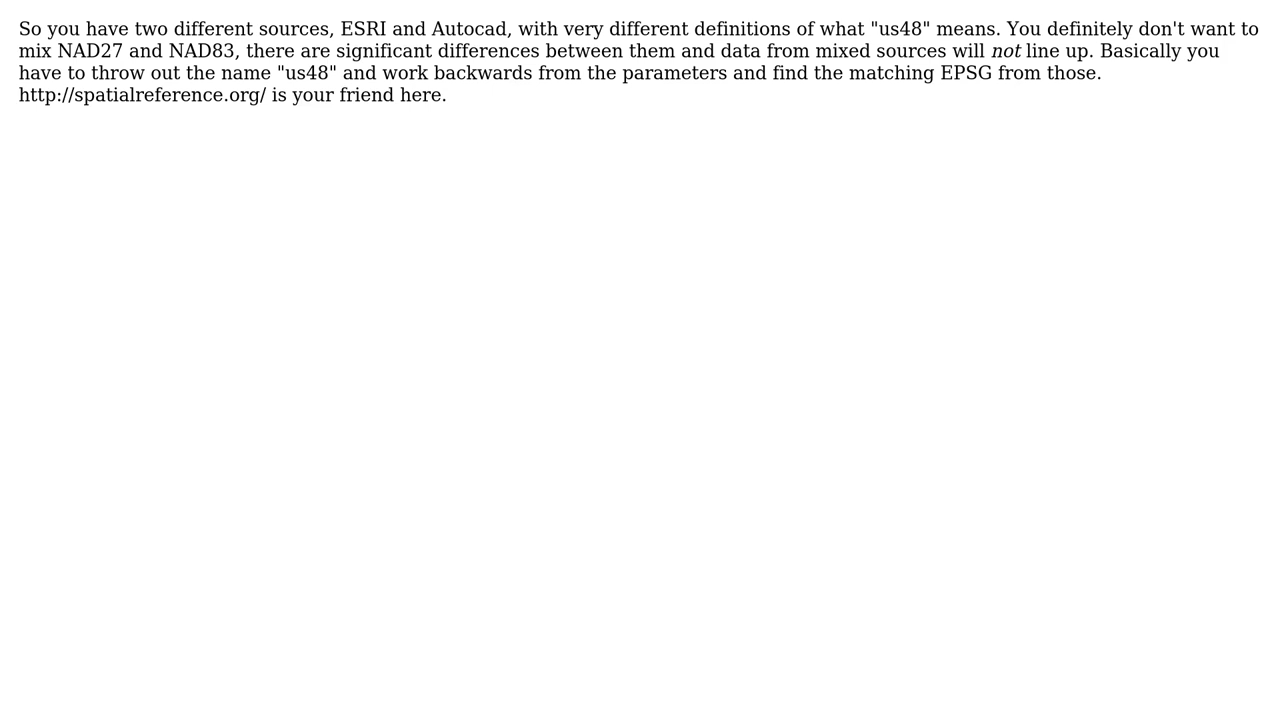 So you have two different sources, ESRI and Autocad, with very different definitions of what "us48" means. You definitely don't want to
mix NAD27 and NAD83, there are significant differences between them and data from mixed sources will not line up. Basically you
have to throw out the name "us48" and work backwards from the parameters and find the matching EPSG from those.
http://spatialreference.org/ is your friend here.